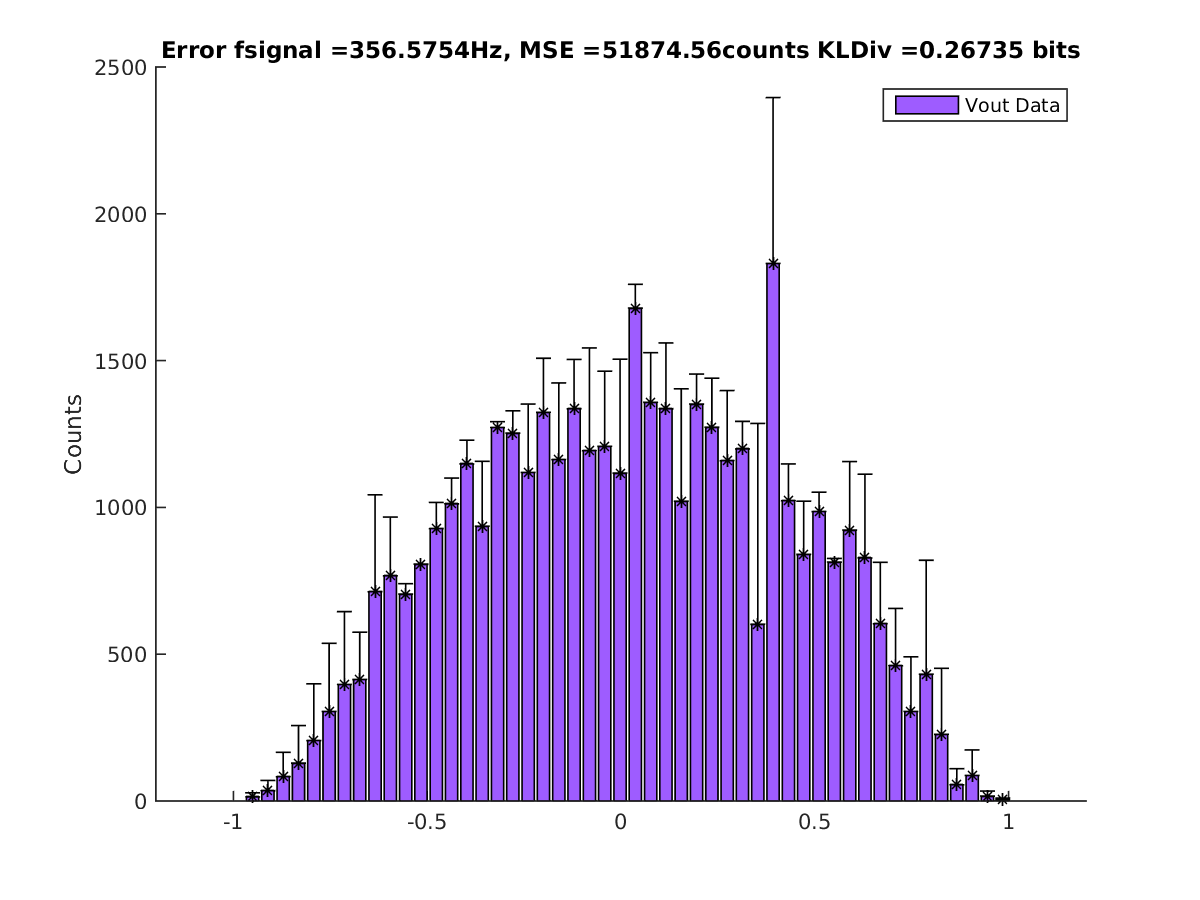 Error fsignal =356.5754Hz, MSE =51874.56counts KLDiv =0.26735 bits
2500
Vout Data
2000
1500
Counts
1000
500
0
-1 -0.5 0 0.5 1